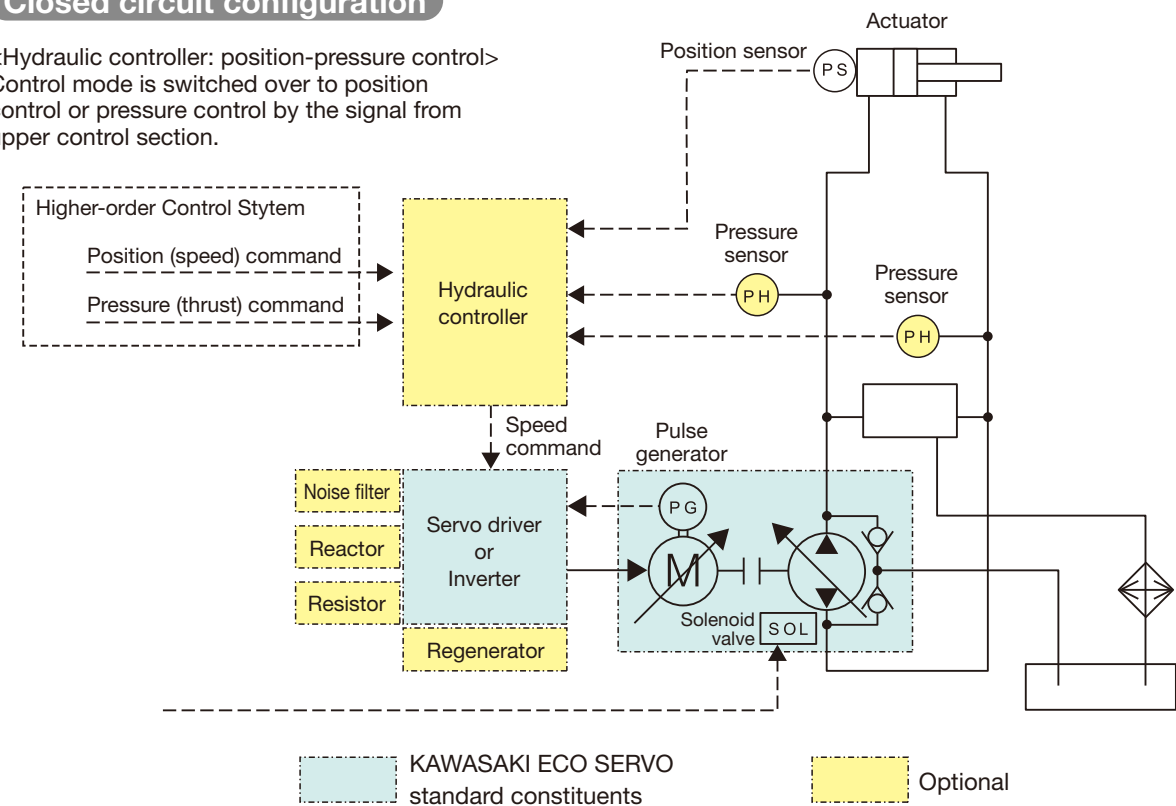 Closed circuit configuration
Hydraulic controller: position-pressure control>
Control mode is switched over to position
control or pressure control by the signal from
upper control section.
Actuator
Position sensor
PS
Higher-order Control Stytem
Position (speed) command
Pressure (thrust) command
Hydraulic
controller
Pressure
sensor
PH
Pressure
sensor
PH
Speed
command
Pulse
generator
Noise filter
Reactor
Resistor
Servo driver
or
Inverter
Regenerator
PG
M
Solenoid
valve
SOL
KAWASAKI ECO SERVO
standard constituents
Optional